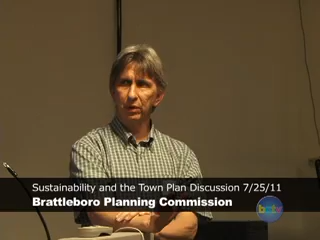 Sustainability and the Town Plan Discussion 7/25/11
Brattleboro Planning Commission